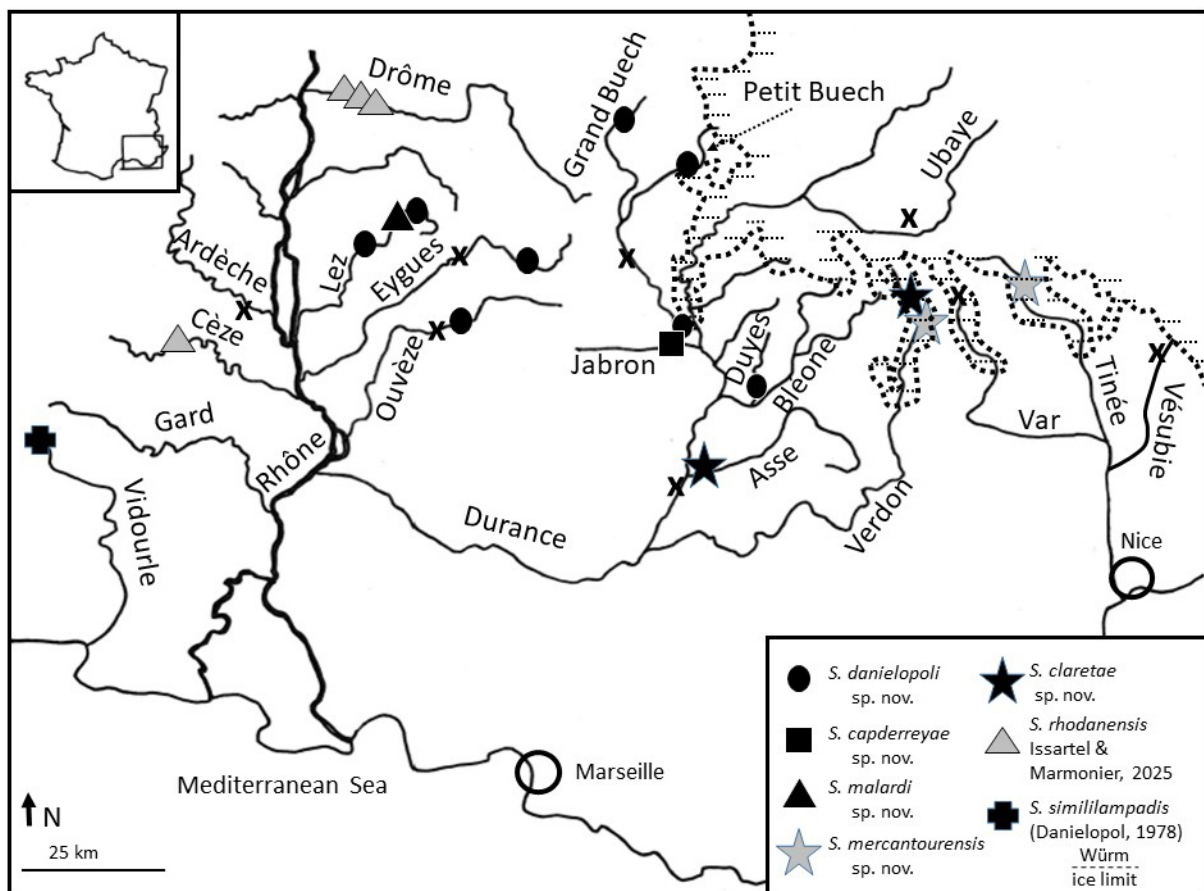 Drôme
Grand Buech
Petit Buech
Ubaye
Ardèche
Lez
Eygues
X
X
X
Cèze
X
Ouvèze
X
Jabron
Duyes
Bléone
X
Tinée
X
Vésubie
Gard
Rhône
Var
Vidourle
Asse
X
Durance
Verdon
Nice
Mediterranean Sea
Marseille
N
25 km
S. danielopoli
sp. nov.
S. capderreyae
sp. nov.
S. malardi
sp. nov.
S. mercantourensis
sp. nov.
S. claretae
sp. nov.
S. rhodanensis
Issartel &
Marmonier, 2025
S. simililampadis
(Danielopol, 1978)
Würm
ice limit